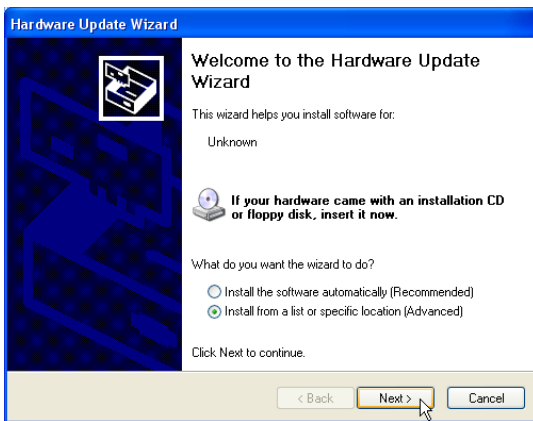 Hardware Update Wizard
Welcome to the Hardware Update
Wizard
This wizard helps you install software for:
Unknown
If your hardware came with an installation CD
or floppy disk, insert it now.
What do you want the wizard to do?
Install the software automatically (Recommended)
Install from a list or specific location (Advanced)
Click Next to continue.
< Back Next > Cancel